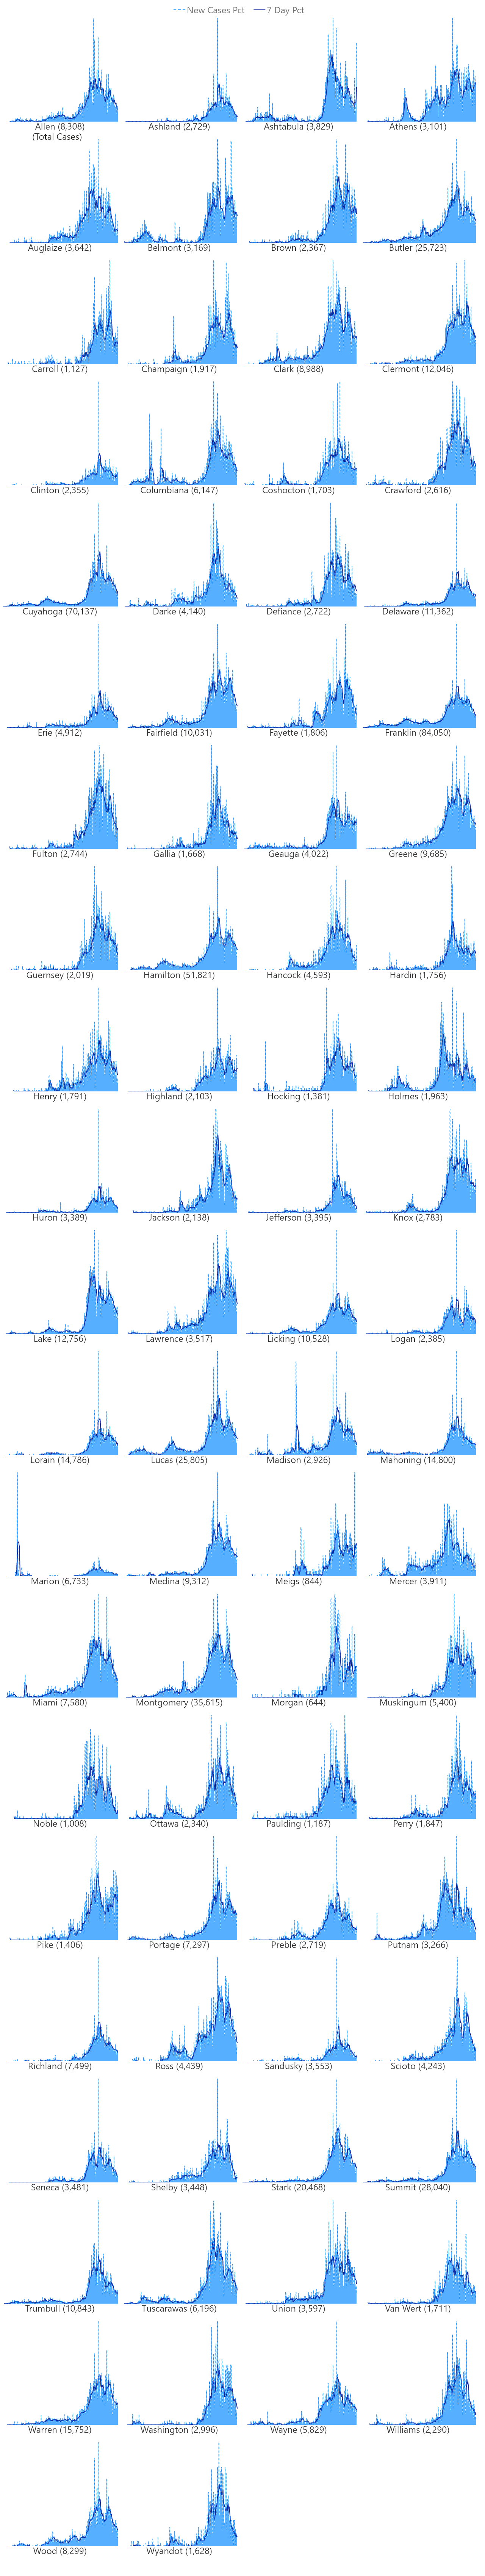 New Cases Pct 7 Day Pct
Allen (8,308) Ashland (2,729) Ashtabula (3,829) Athens (3,101)
(Total Cases)
Auglaize (3,642) Belmont (3,169) Brown (2,367) Butler (25,723)
Carroll (1,127) Champaign (1,917) Clark (8,988) Clermont (12,046)
Clinton (2,355) Columbiana (6,147) Coshocton (1,703) Crawford (2,616)
Cuyahoga (70,137) Darke (4,140) Defiance (2,722) Delaware (11,362)
Erie (4,912) Fairfield (10,031) Fayette (1,806) Franklin (84,050)
Fulton (2,744) Gallia (1,668) Geauga (4,022) Greene (9,685)
Guernsey (2,019) Hamilton (51,821) Hancock (4,593) Hardin (1,756)
Henry (1,791) Highland (2,103) Hocking (1,381) Holmes (1,963)
Huron (3,389) Jackson (2,138) Jefferson (3,395) Knox (2,783)
Lake (12,756) Lawrence (3,517) Licking (10,528) Logan (2,385)
Lorain (14,786) Lucas (25,805) Madison (2,926) Mahoning (14,800)
Marion (6,733) Medina (9,312) Meigs (844) Mercer (3,911)
Miami (7,580) Montgomery (35,615) Morgan (644) Muskingum (5,400)
Noble (1,008) Ottawa (2,340) Paulding (1,187) Perry (1,847)
Pike (1,406) Portage (7,297) Preble (2,719) Putnam (3,266)
Richland (7,499) Ross (4,439) Sandusky (3,553) Scioto (4,243)
Seneca (3,481) Shelby (3,448) Stark (20,468) Summit (28,040)
Trumbull (10,843) Tuscarawas (6,196) Union (3,597) Van Wert (1,711)
Warren (15,752) Washington (2,996) Wayne (5,829) Williams (2,290)
Wood (8,299) Wyandot (1,628)